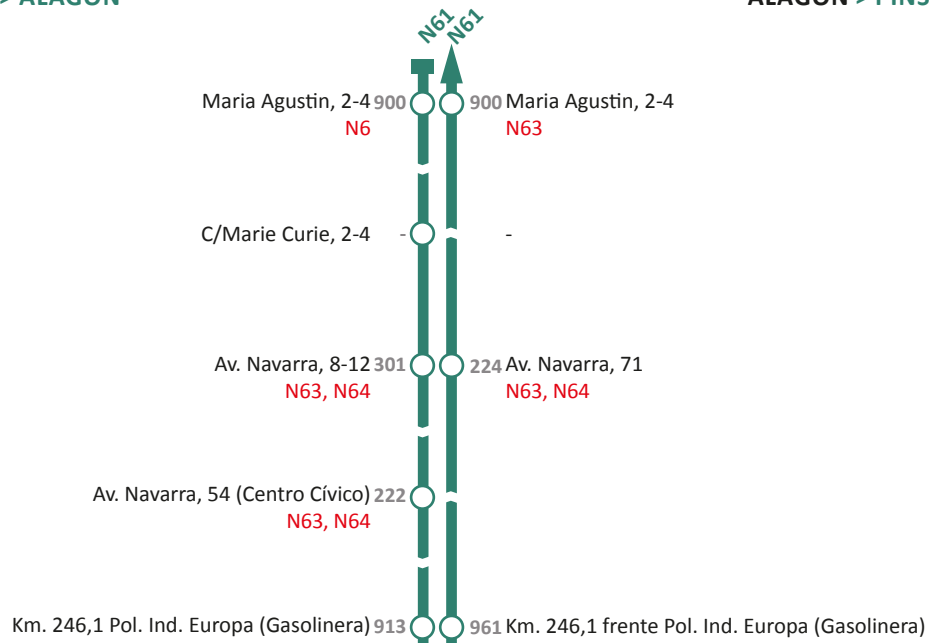 > ALAGÓN
ALAGÓN > PINS
N61
N61
Maria Agustin, 2-4 900
900 Maria Agustin, 2-4
N6
N63
C/Marie Curie, 2-4 -
-
Av. Navarra, 8-12 301
224 Av. Navarra, 71
N63, N64
N63, N64
Av. Navarra, 54 (Centro Cívico) 222
N63, N64
Km. 246,1 Pol. Ind. Europa (Gasolinera) 913
961 Km. 246,1 frente Pol. Ind. Europa (Gasolinera)